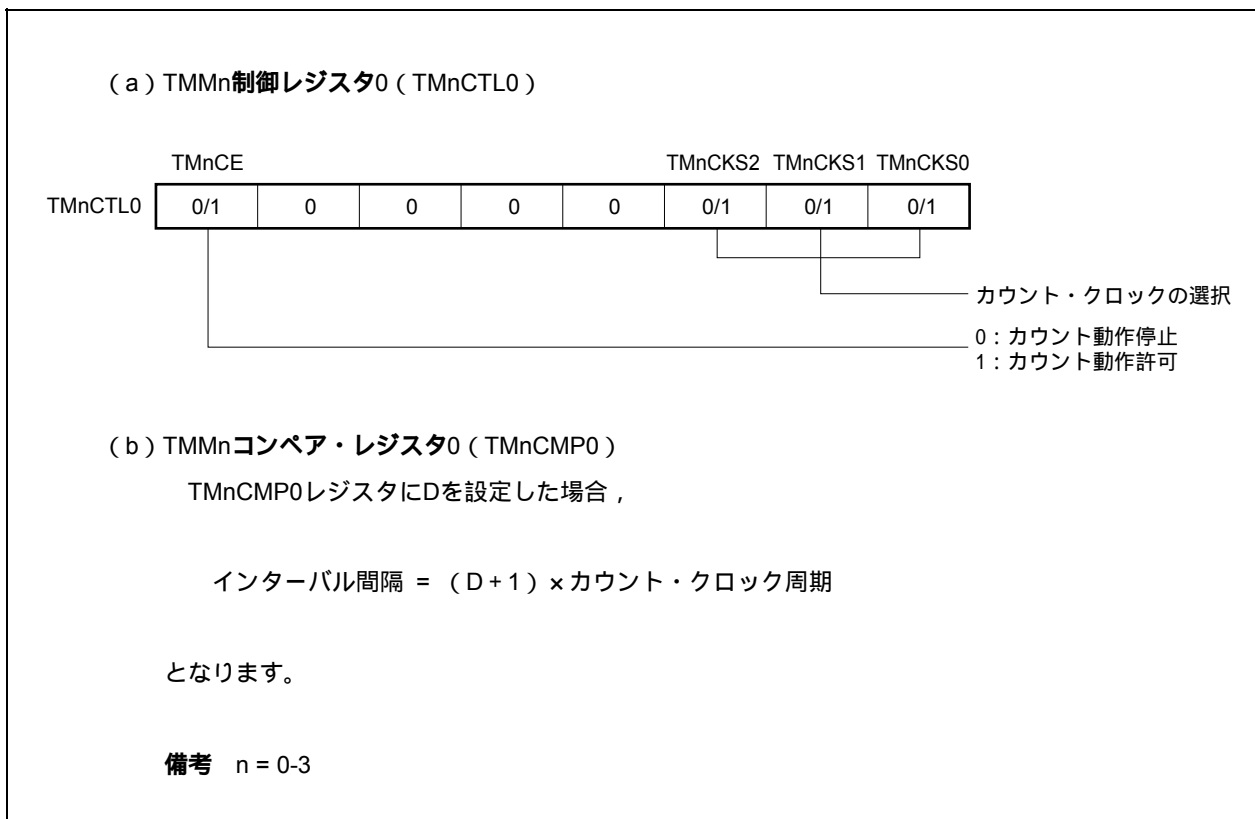 （a）TMMn制御レジスタ0（TMnCTL0）
TMnCE TMnCKS2 TMnCKS1 TMnCKS0
TMnCTL0 0/1 0 0 0 0 0/1 0/1 0/1
カウント・クロックの選択
0：カウント動作停止
1：カウント動作許可
（b）TMMnコンペア・レジスタ0（TMnCMP0）
TMnCMP0レジスタにDを設定した場合，
インターバル間隔 = （D+1）×カウント・クロック周期
となります。
備考 n = 0-3